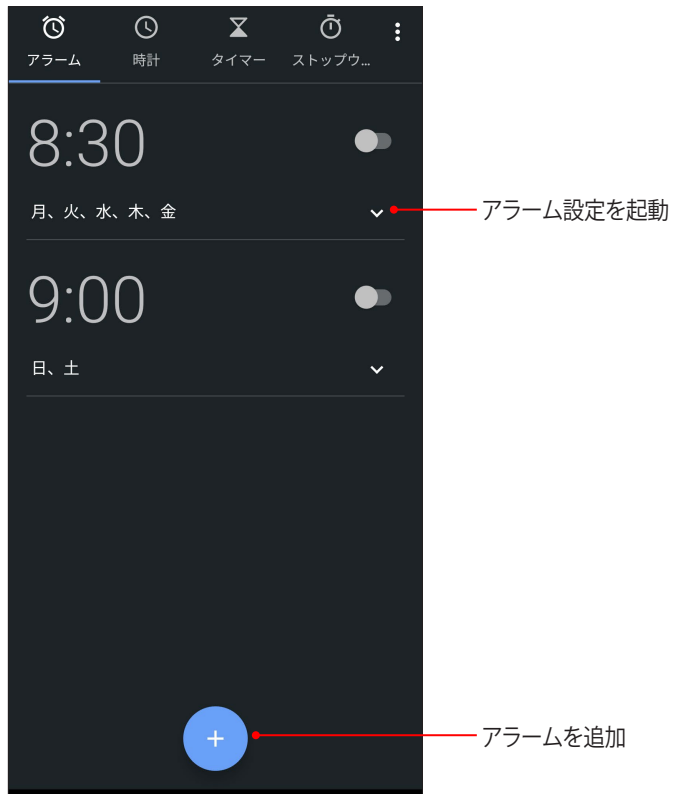 アラーム 時計 タイマー ストップウ...
8:30
月、火、水、木、金
アラーム設定を起動
9:00
日、土
アラームを追加